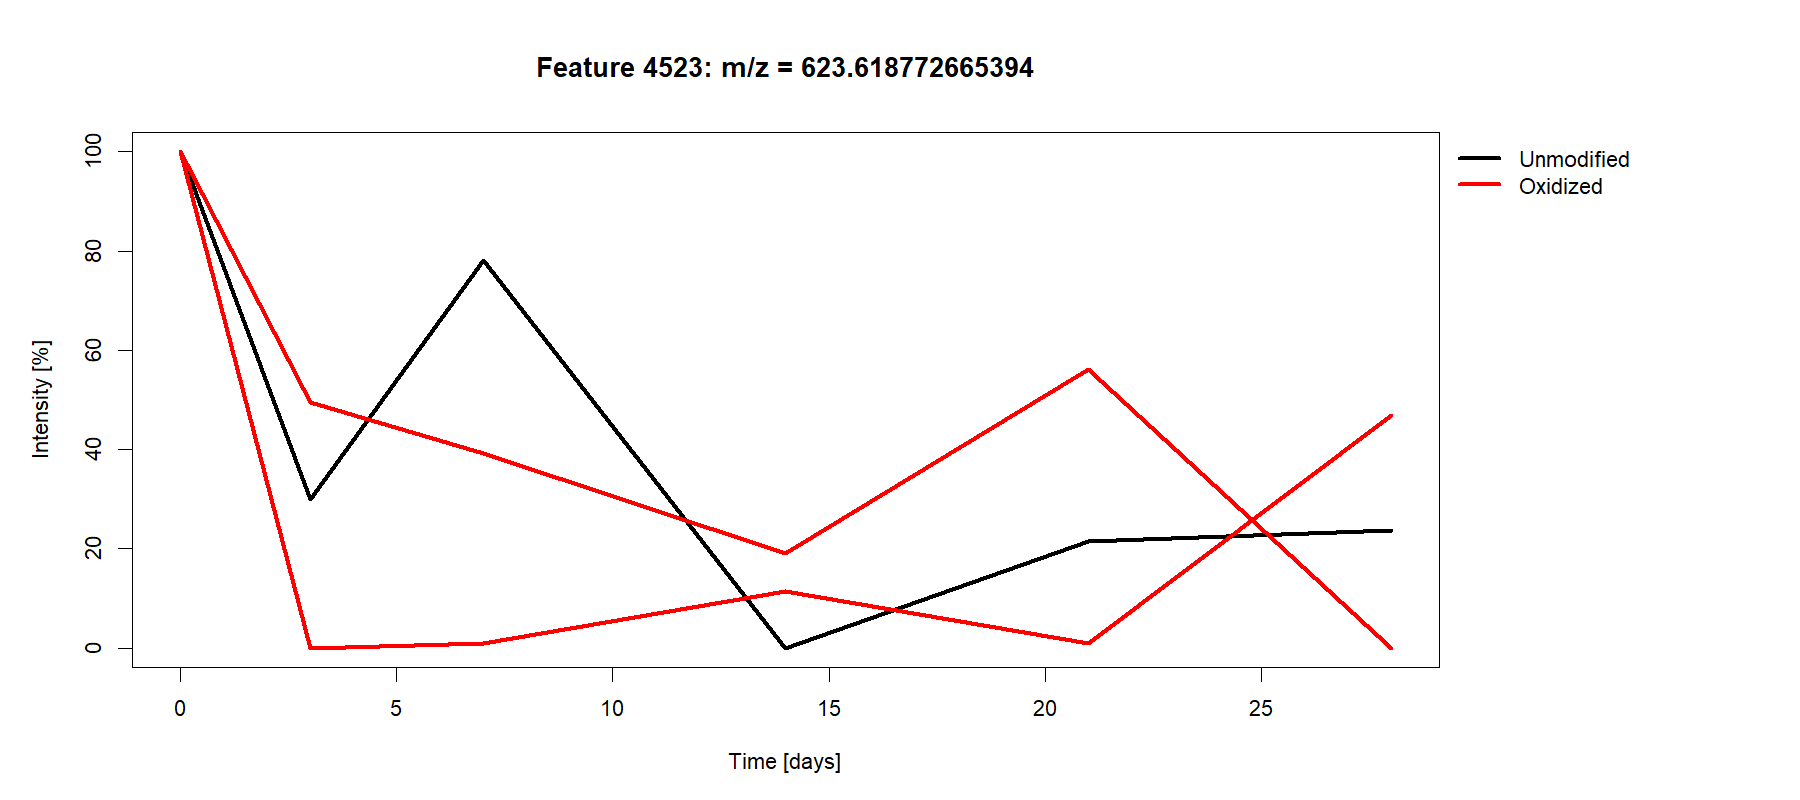 Feature 4523: m/z = 623.618772665394
Unmodified
Oxidized
Intensity [%]
100
80
60
40
20
0
0 5 10 15 20 25
Time [days]